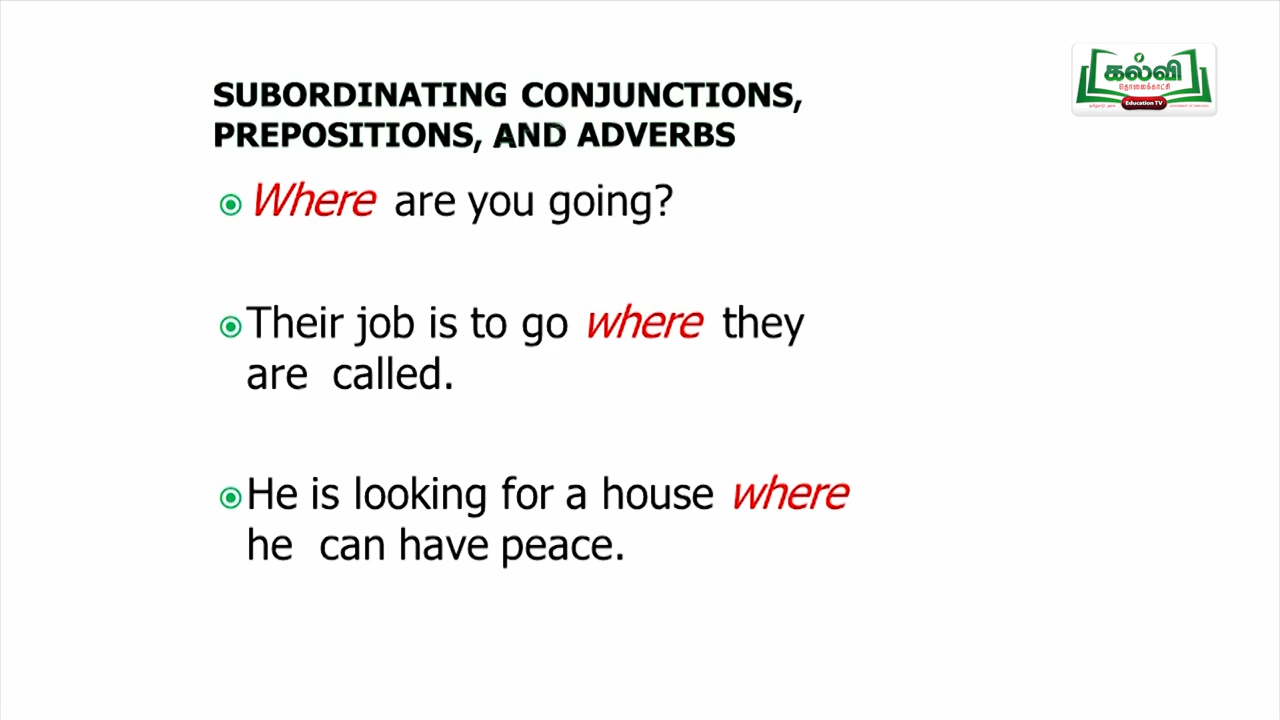 SUBORDINATING CONJUNCTIONS,
PREPOSITIONS, AND ADVERBS
Where are you going?
Their job is to go where they
are called.
He is looking for a house where
he can have peace.
கல்வி
தொலைக்காட்சி
Education TV